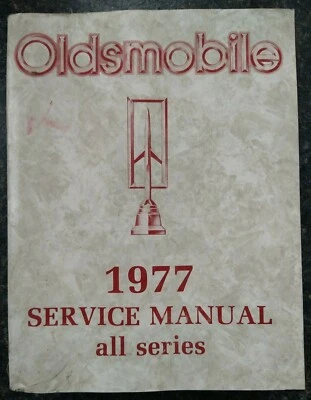 Oldsmobile
1977
SERVICE MANUAL
all series